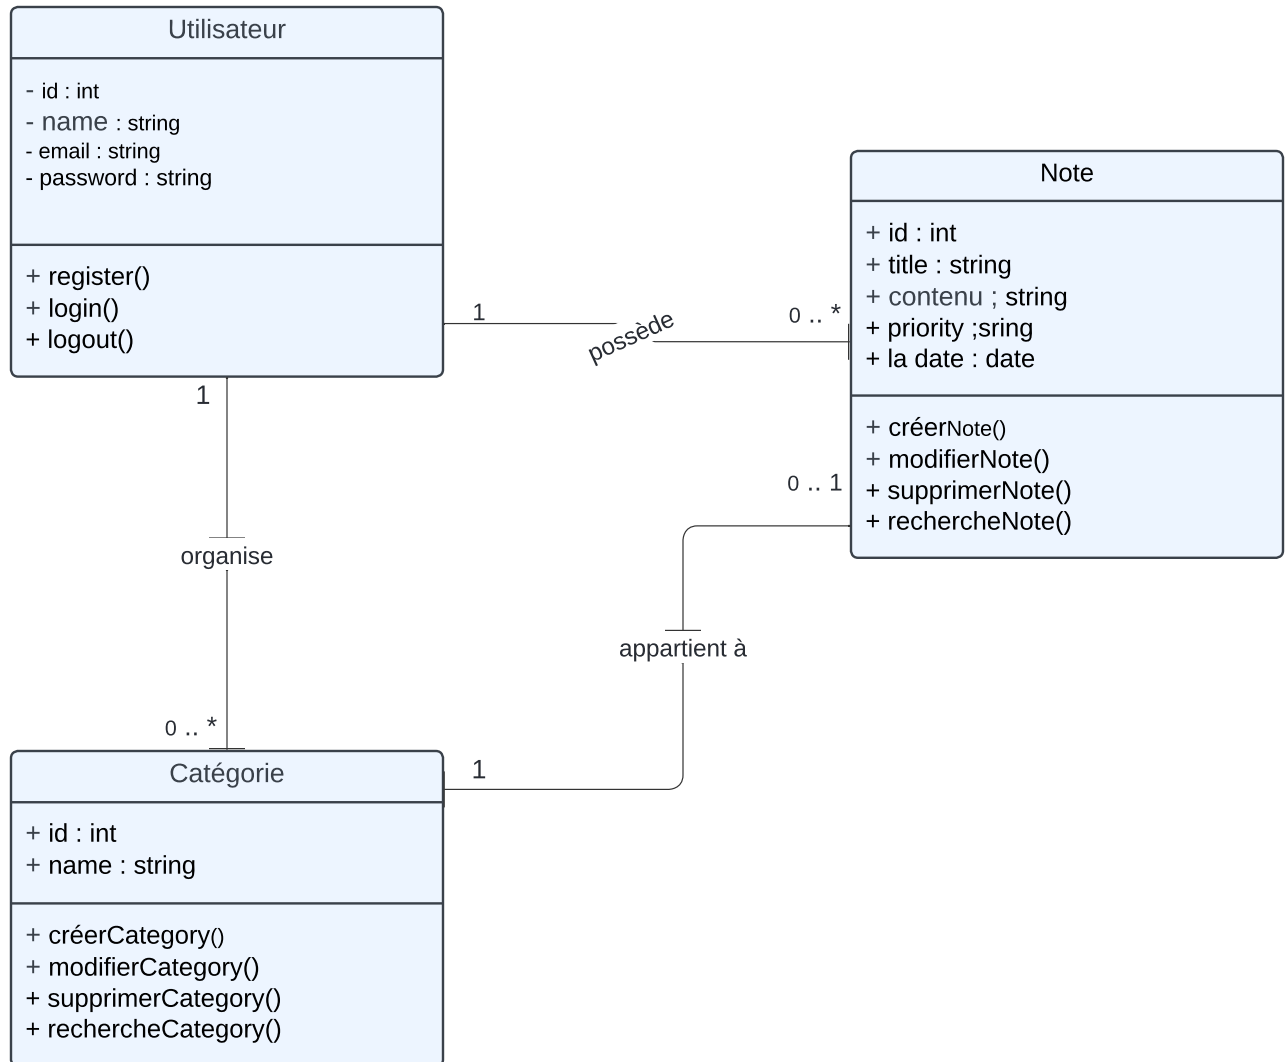 Utilisateur
- id : int
- name : string
- email : string
- password : string
+ register()
+ login()
+ logout()
1
possède
0 .. *
Note
+ id : int
+ title : string
+ contenu ; string
+ priority ;sring
+ la date : date
+ créerNote()
+ modifierNote()
+ supprimerNote()
+ rechercheNote()
1
organise
0 .. *
0 .. 1
appartient à
1
Catégorie
+ id : int
+ name : string
+ créerCategory()
+ modifierCategory()
+ supprimerCategory()
+ rechercheCategory()